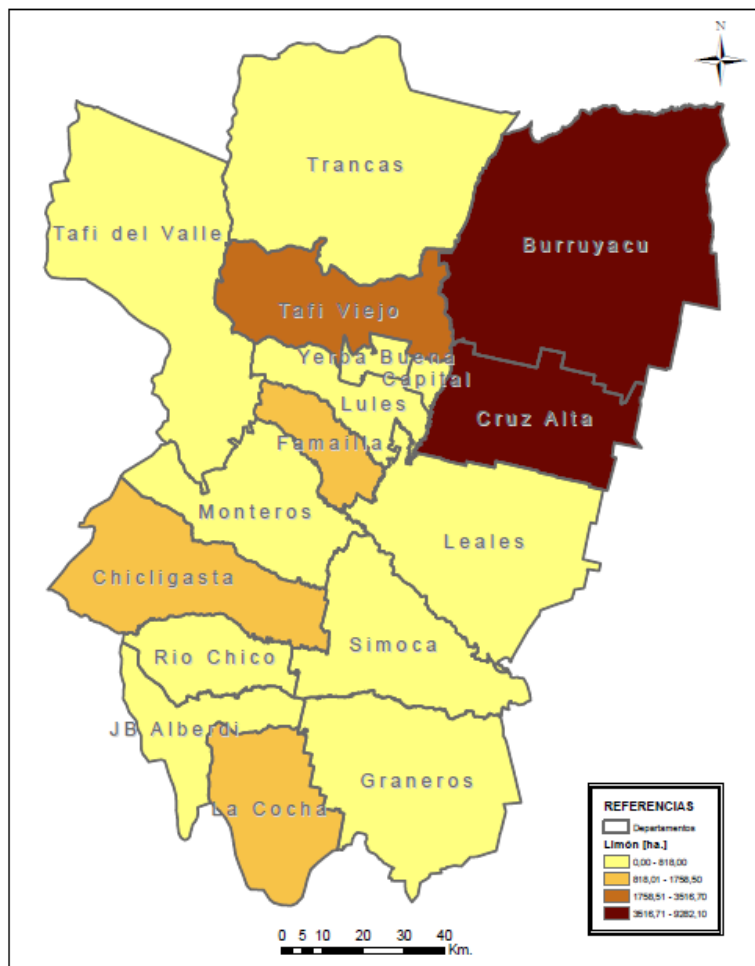 N
Trancas
Tafi del Valle
Burruyacu
Tafi Viejo
Yerba Buena
Capital
Lules
Cruz Alta
Famailla
Monteros
Leales
Chicligasta
Simoca
Rio Chico
JB Alberdi
Graneros
La Cocha
REFERENCIAS
Departamentos
Limón [ha.]
0,00 - 818,00
818,01 - 1758,50
1758,51 - 3516,70
3516,71 - 9282,10
0 5 10 20 30 40
Km.